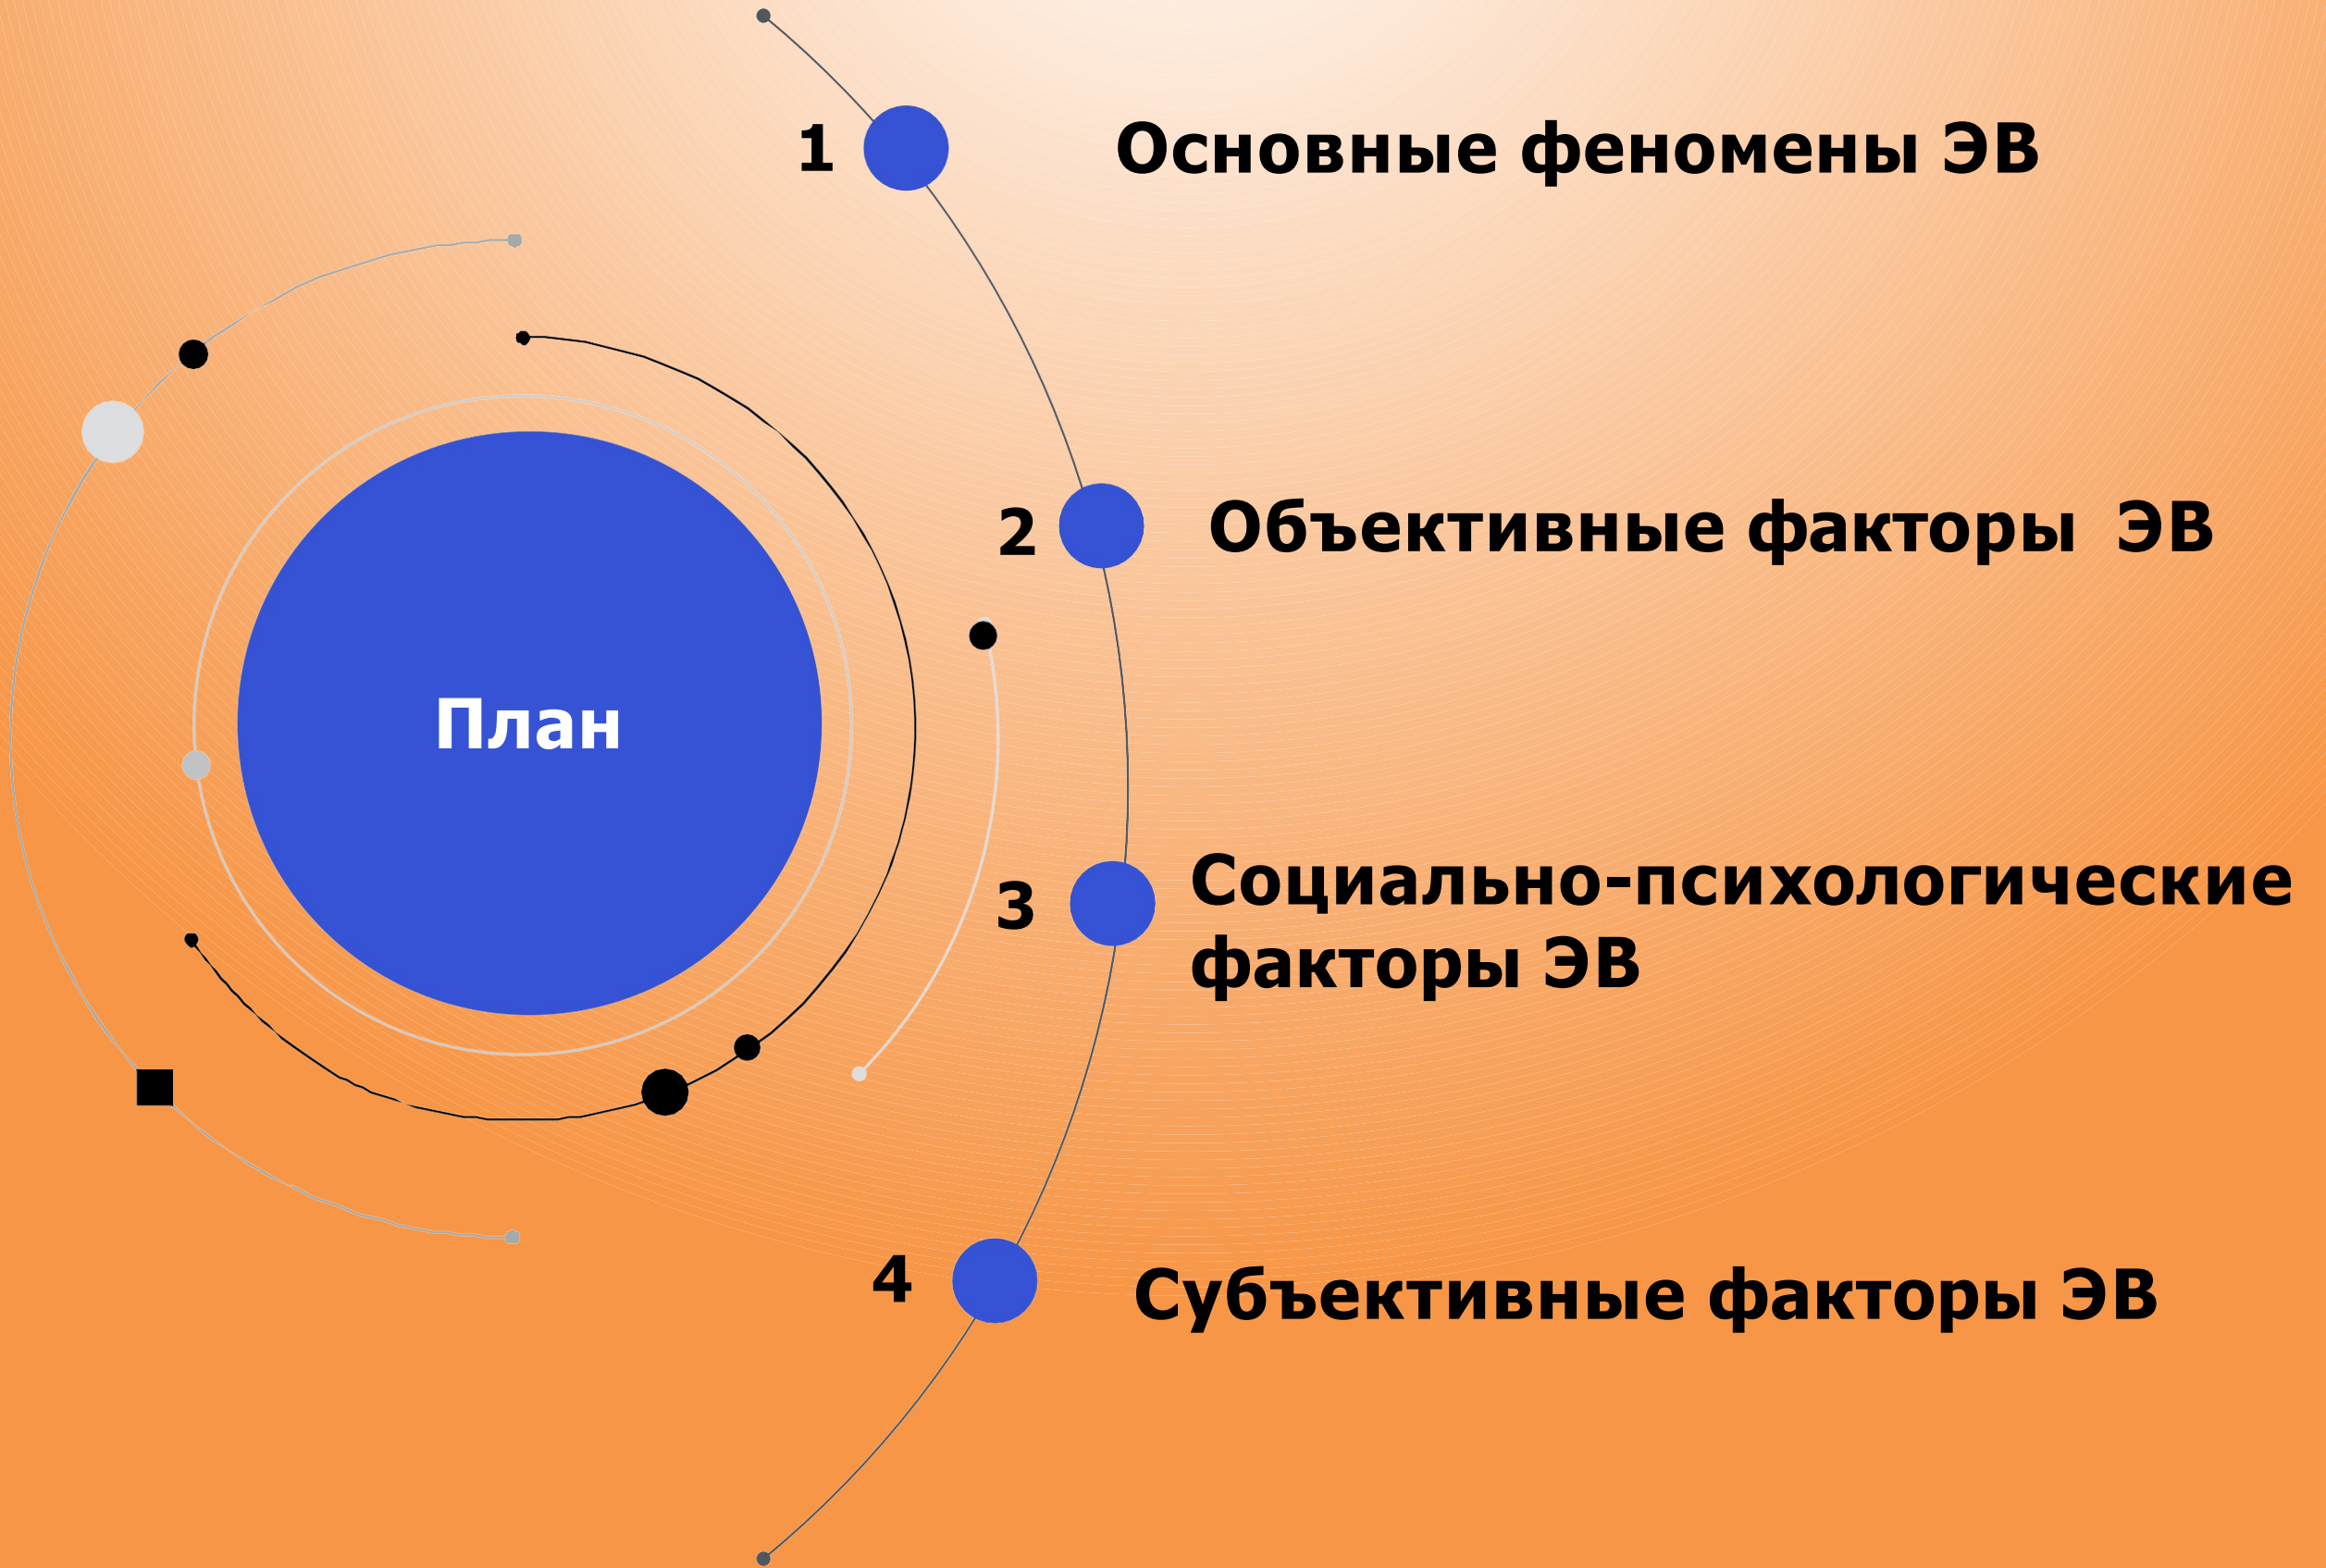 План
1
Основные феномены ЭВ
2
Объективные факторы ЭВ
3
Социально-психологические
факторы ЭВ
4
Субъективные факторы ЭВ